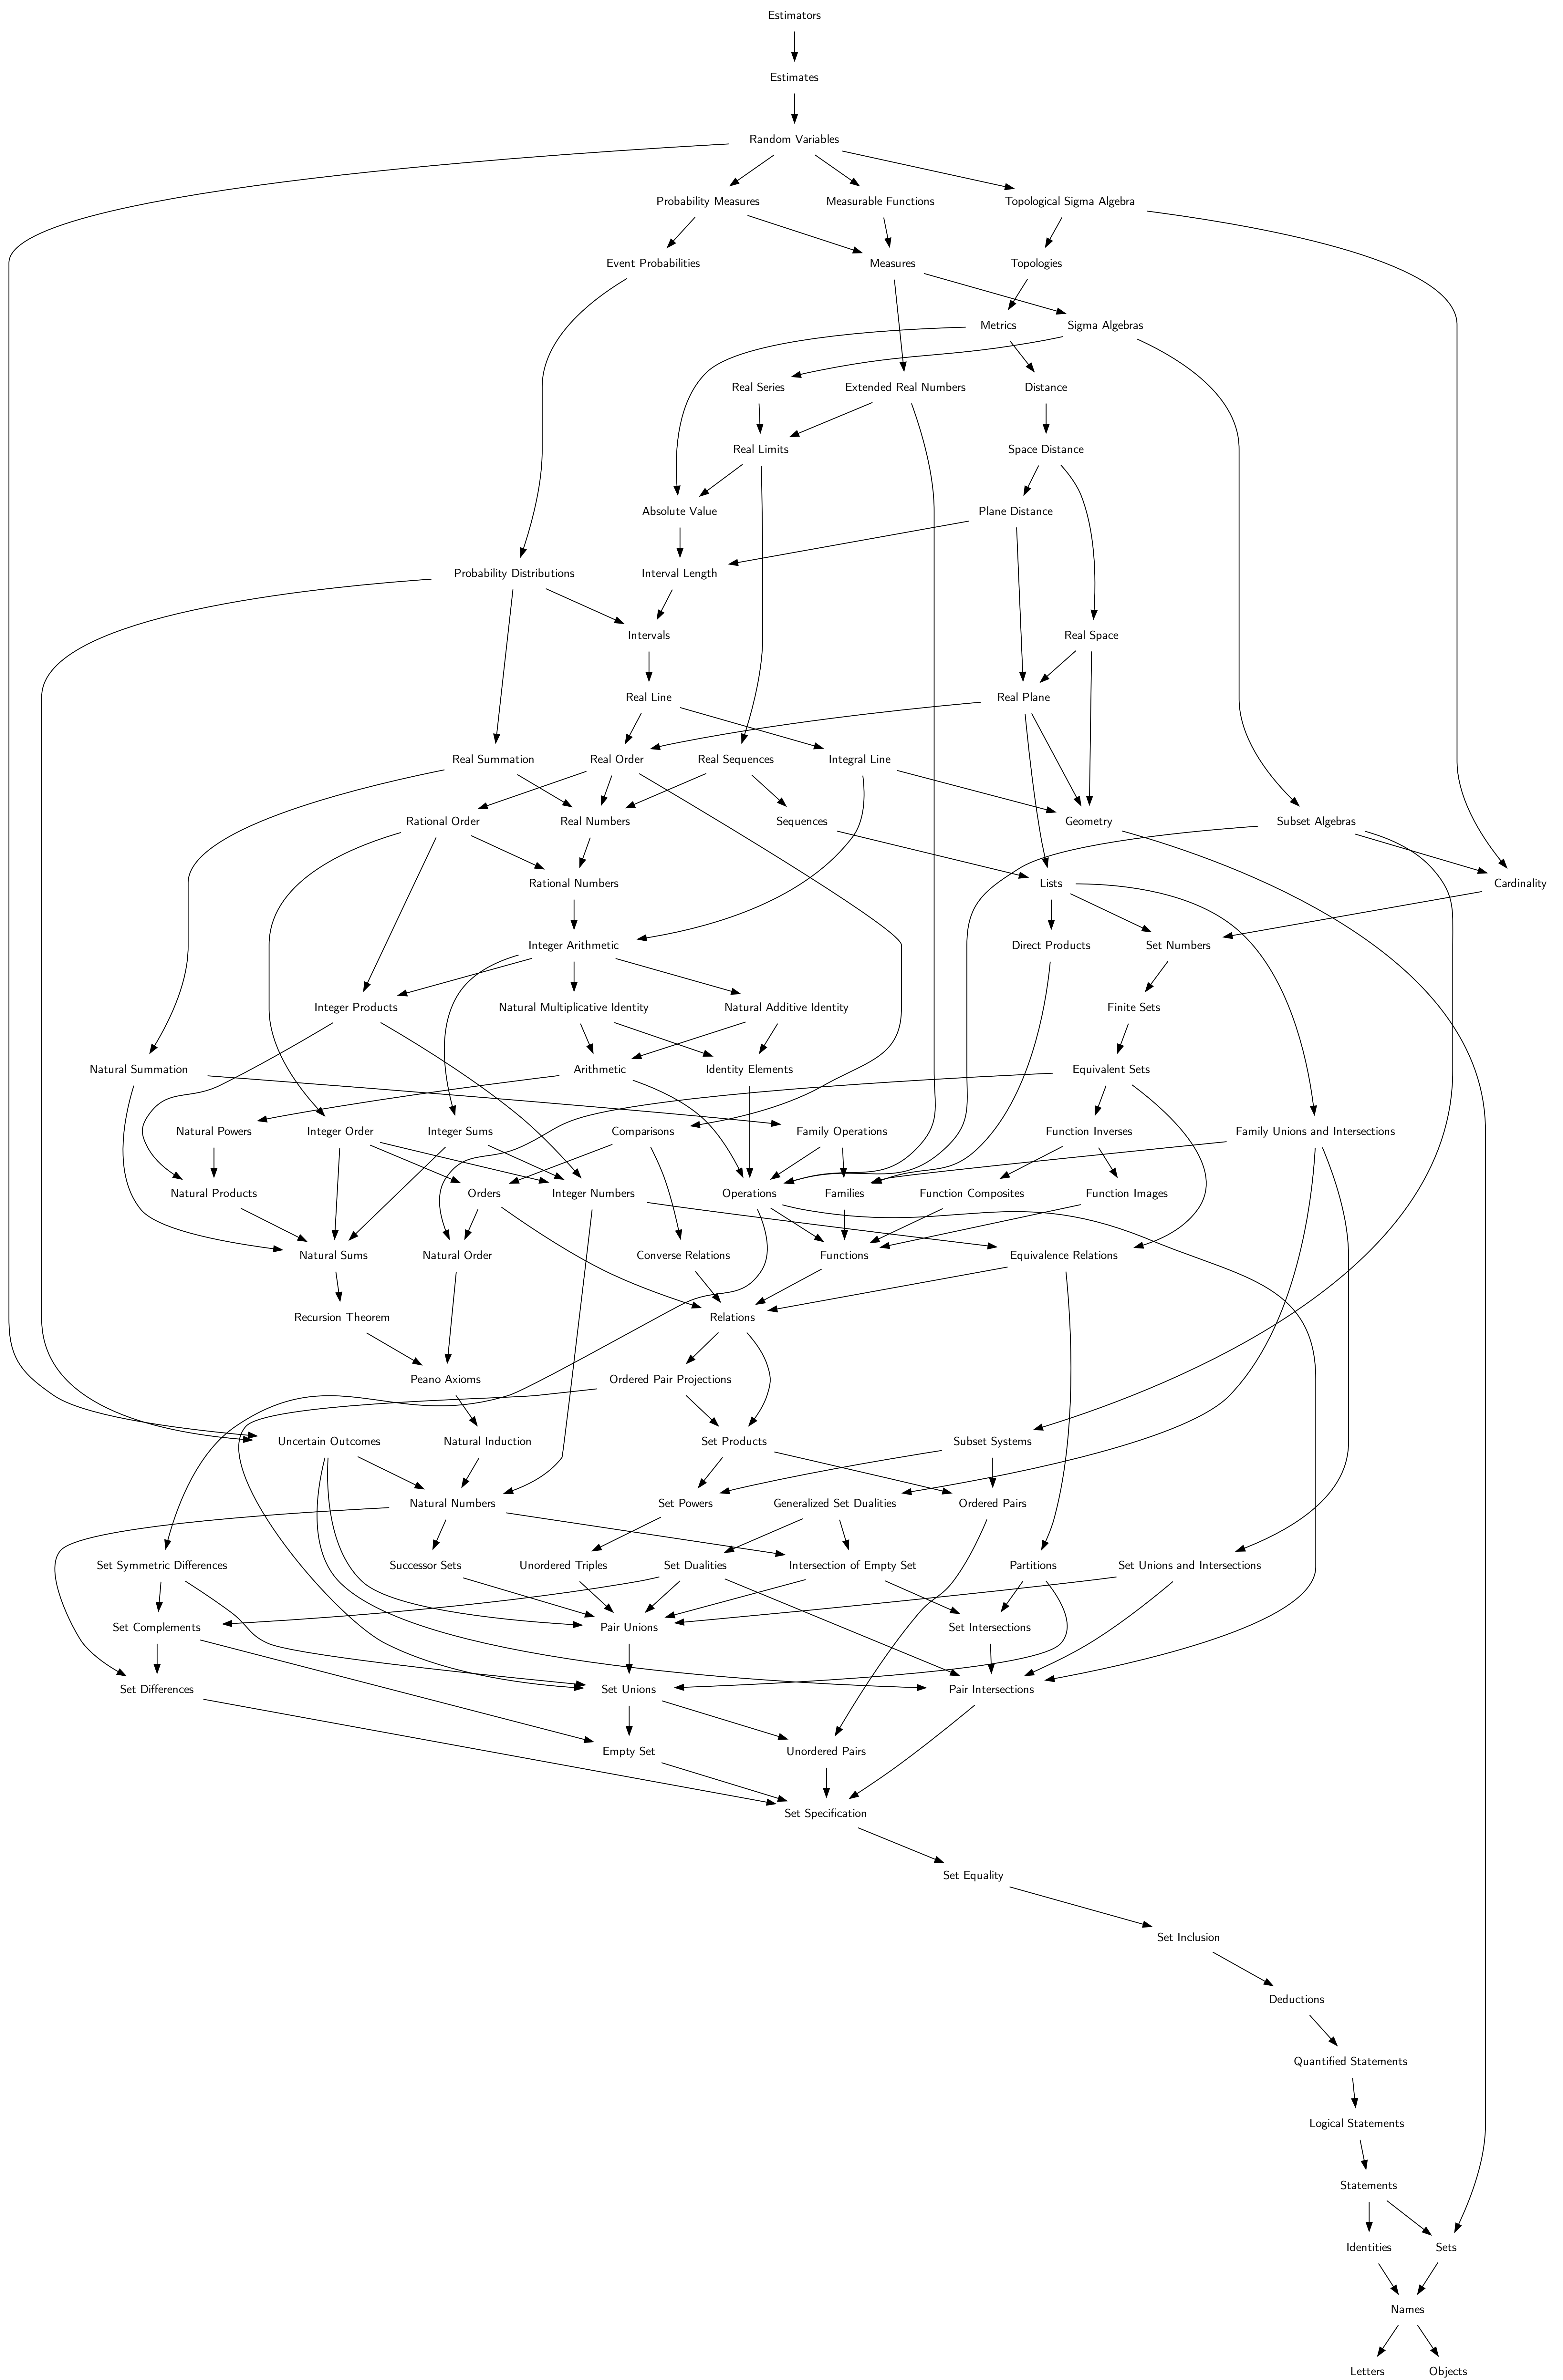 Estimators
Estimates
Random Variables
Probability Measures
Measurable Functions
Topological Sigma Algebra
Event Probabilities
Measures
Topologies
Metrics
Sigma Algebras
Real Series
Extended Real Numbers
Distance
Real Limits
Space Distance
Absolute Value
Plane Distance
Probability Distributions
Interval Length
Intervals
Real Space
Real Line
Real Plane
Real Summation
Real Order
Real Sequences
Integral Line
Rational Order
Real Numbers
Sequences
Geometry
Subset Algebras
Rational Numbers
Lists
Cardinality
Integer Arithmetic
Direct Products
Set Numbers
Integer Products
Natural Multiplicative Identity
Natural Additive Identity
Finite Sets
Natural Summation
Arithmetic
Identity Elements
Equivalent Sets
Natural Powers
Integer Order
Integer Sums
Comparisons
Family Operations
Function Inverses
Family Unions and Intersections
Natural Products
Orders
Integer Numbers
Operations
Families
Function Composites
Function Images
Natural Sums
Natural Order
Converse Relations
Functions
Equivalence Relations
Recursion Theorem
Relations
Peano Axioms
Ordered Pair Projections
Uncertain Outcomes
Natural Induction
Set Products
Subset Systems
Natural Numbers
Set Powers
Generalized Set Dualities
Ordered Pairs
Set Symmetric Differences
Successor Sets
Unordered Triples
Set Dualities
Intersection of Empty Set
Partitions
Set Unions and Intersections
Set Complements
Pair Unions
Set Intersections
Set Differences
Set Unions
Pair Intersections
Empty Set
Unordered Pairs
Set Specification
Set Equality
Set Inclusion
Deductions
Quantified Statements
Logical Statements
Statements
Identities
Sets
Names
Letters
Objects